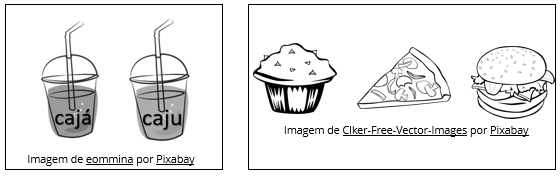 cajá
caju
Imagem de eommina por Pixabay
Imagem de Clker-Free-Vector-Images por Pixabay